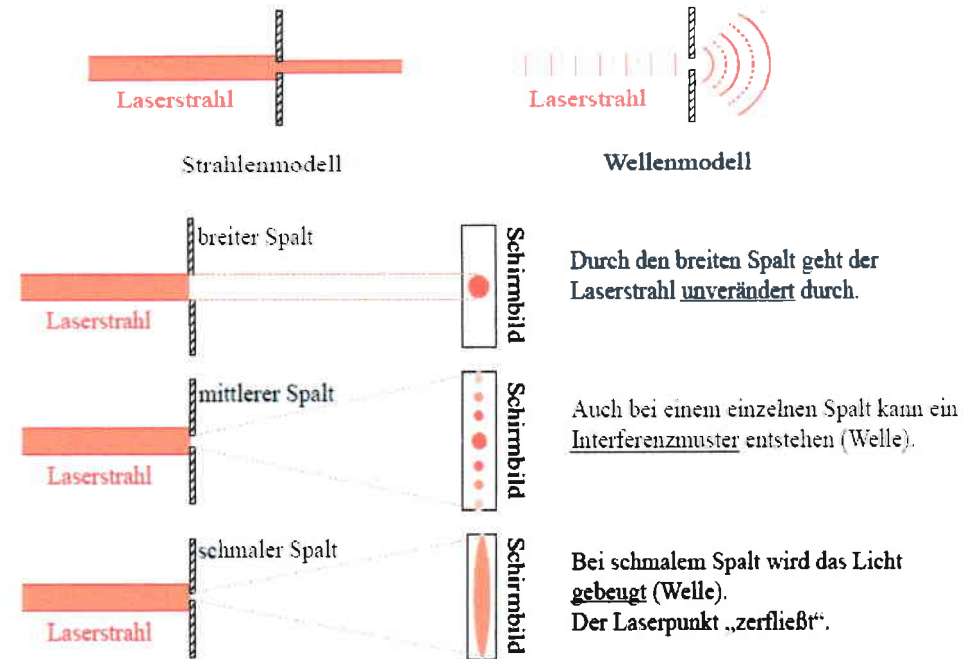 Laserstrahl
Laserstrahl
Strahlenmodell
Wellenmodell
breiter Spalt
Laserstrahl
Schirmbild
Durch den breiten Spalt geht der
Laserstrahl unverändert durch.
mittlerer Spalt
Laserstrahl
Schirmbild
Auch bei einem einzelnen Spalt kann ein
Interferenzmuster entstehen (Welle).
schmaler Spalt
Laserstrahl
Schirmbild
Bei schmalem Spalt wird das Licht
gebeugt (Welle).
Der Laserpunkt „zerfließt“.